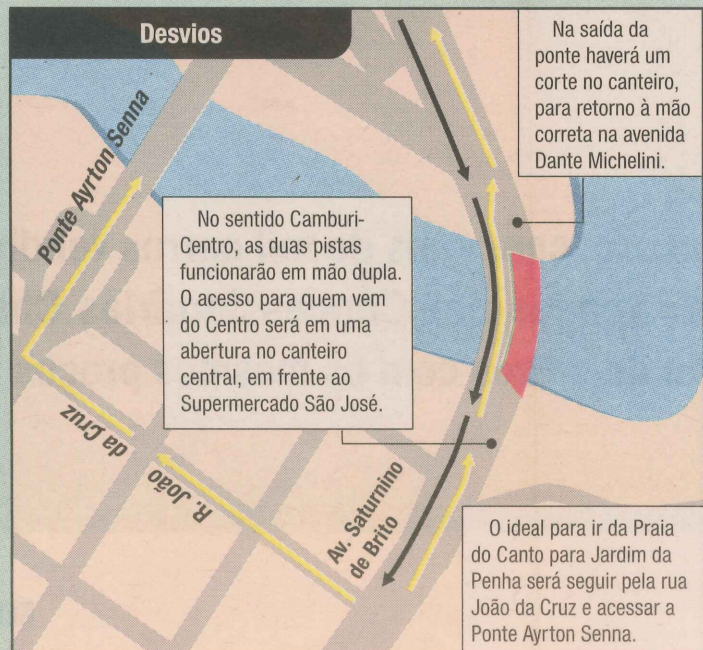 Desvios
Na saída da
ponte haverá um
corte no canteiro,
para retorno à mão
correta na avenida
Dante Michelini.
Ponte Ayrton Senna
No sentido Camburi-
Centro, as duas pistas
funcionarão em mão dupla.
O acesso para quem vem
do Centro será em uma
abertura no canteiro
central, em frente ao
Supermercado São José.
R. João
da Cruz
Av. Saturnino
de Brito
O ideal para ir da Praia
do Canto para Jardim da
Penha será seguir pela rua
João da Cruz e acessar a
Ponte Ayrton Senna.